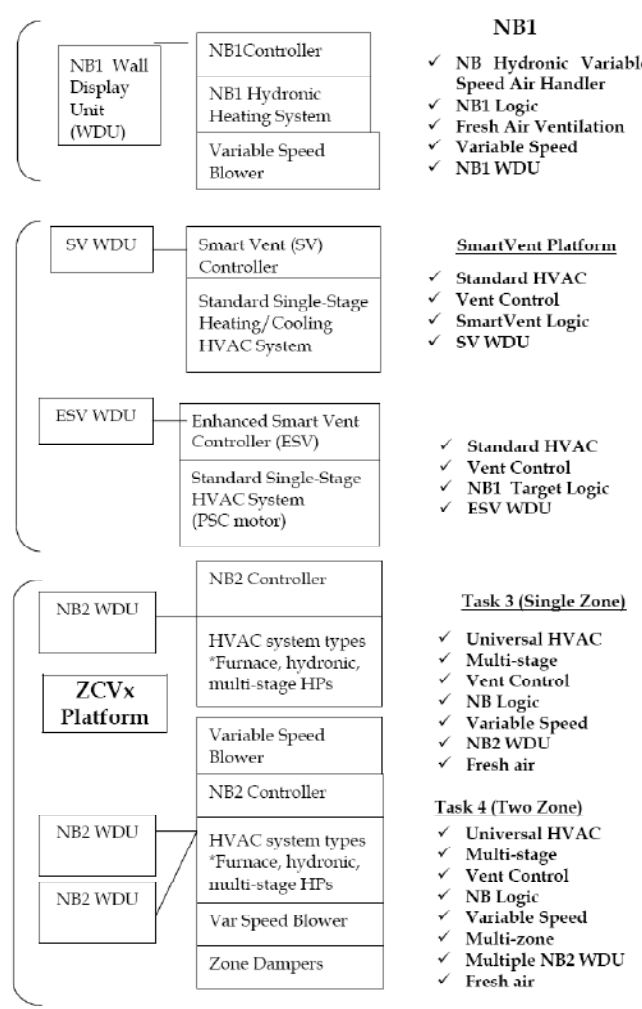 NB1 Wall
Display
Unit
(WDU)
NB1Controller
NB1 Hydronic
Heating System
Variable Speed
Blower
NB1
✓ NB Hydronic Variable
Speed Air Handler
✓ NB1 Logic
✓ Fresh Air Ventilation
✓ Variable Speed
✓ NB1 WDU
SV WDU
Smart Vent (SV)
Controller
Standard Single-Stage
Heating/Cooling
HVAC System
SmartVent Platform
✓ Standard HVAC
✓ Vent Control
✓ SmartVent Logic
✓ SV WDU
ESV WDU
Enhanced Smart Vent
Controller (ESV)
Standard Single-Stage
HVAC System
(PSC motor)
✓ Standard HVAC
✓ Vent Control
✓ NB1 Target Logic
✓ ESV WDU
NB2 WDU
ZCVx
Platform
NB2 Controller
HVAC system types
*Furnace, hydronic,
multi-stage HPs
Variable Speed
Blower
Task 3 (Single Zone)
✓ Universal HVAC
✓ Multi-stage
✓ Vent Control
✓ NB Logic
✓ Variable Speed
✓ NB2 WDU
✓ Fresh air
NB2 WDU
NB2 WDU
NB2 Controller
HVAC system types
*Furnace, hydronic,
multi-stage HPs
Var Speed Blower
Zone Dampers
Task 4 (Two Zone)
✓ Universal HVAC
✓ Multi-stage
✓ Vent Control
✓ NB Logic
✓ Variable Speed
✓ Multi-zone
✓ Multiple NB2 WDU
✓ Fresh air